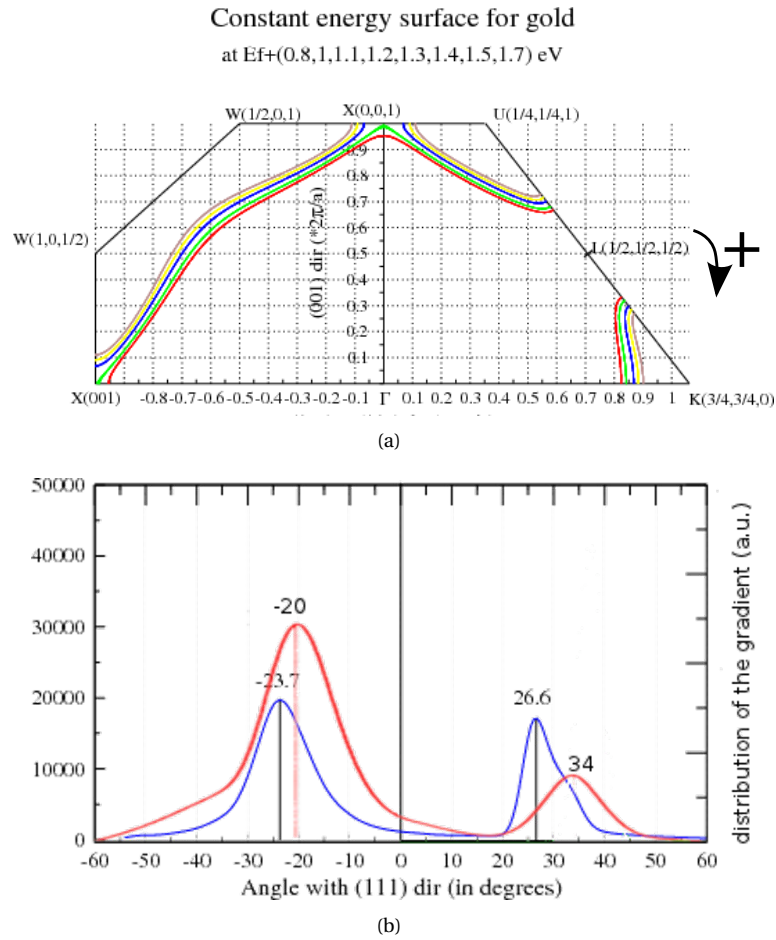 Constant energy surface for gold
at Ef+(0.8,1,1.1,1.2,1.3,1.4,1.5,1.7) eV
W(1/2,0,1) X(0,0,1) U(1/4,1/4,1)
0.9
0.8
0.7
0.6
W(1,0,1/2) 0.5 L(1/2,1/2,1/2) +
0.4
0.3
0.2
0.1
(001) dir (*2π/a)
X(001) -0.8 -0.7 -0.6 -0.5 -0.4 -0.3 -0.2 -0.1 Γ 0.1 0.2 0.3 0.4 0.5 0.6 0.7 0.8 0.9 1 K(3/4,3/4,0)
(a)
50000
40000
30000
20000
10000
0
-20
-23.7
26.6
34
distribution of the gradient (a.u.)
-60 -50 -40 -30 -20 -10 0 10 20 30 40 50 60
Angle with (111) dir (in degrees)
(b)